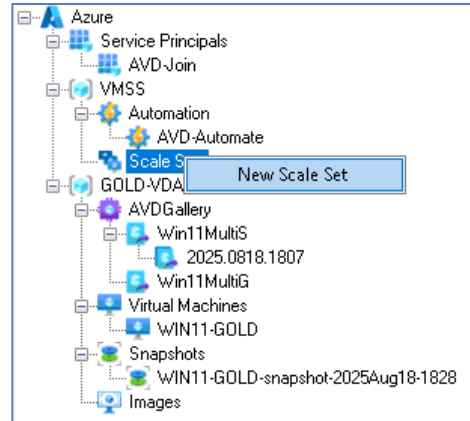 Azure
Service Principals
AVD-Join
VMSS
Automation
AVD-Automate
Scale S
New Scale Set
GOLD-VDA
AVDGallery
Win11MultiS
2025.0818.1807
Win11MultiG
Virtual Machines
WIN11-GOLD
Snapshots
WIN11-GOLD-snapshot-2025Aug18-1828
Images